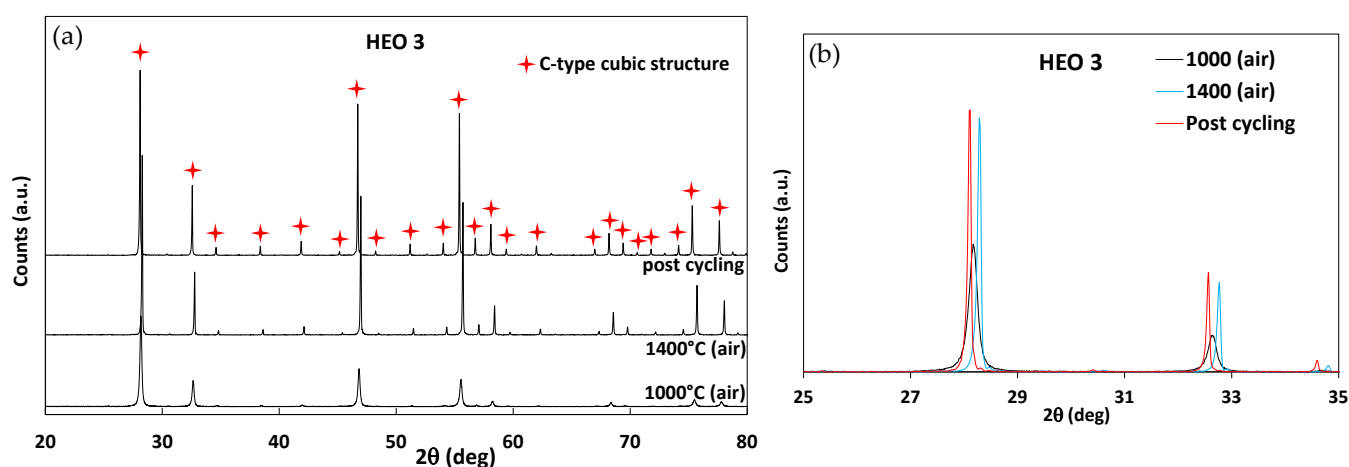 (a)
HEO 3
C-type cubic structure
Counts (a.u.)
post cycling
1400°C (air)
1000°C (air)
20 30 40 50 60 70 80
2θ (deg)
(b)
HEO 3
1000 (air)
1400 (air)
Post cycling
Counts (a.u.)
25 27 29 31 33 35
2θ (deg)